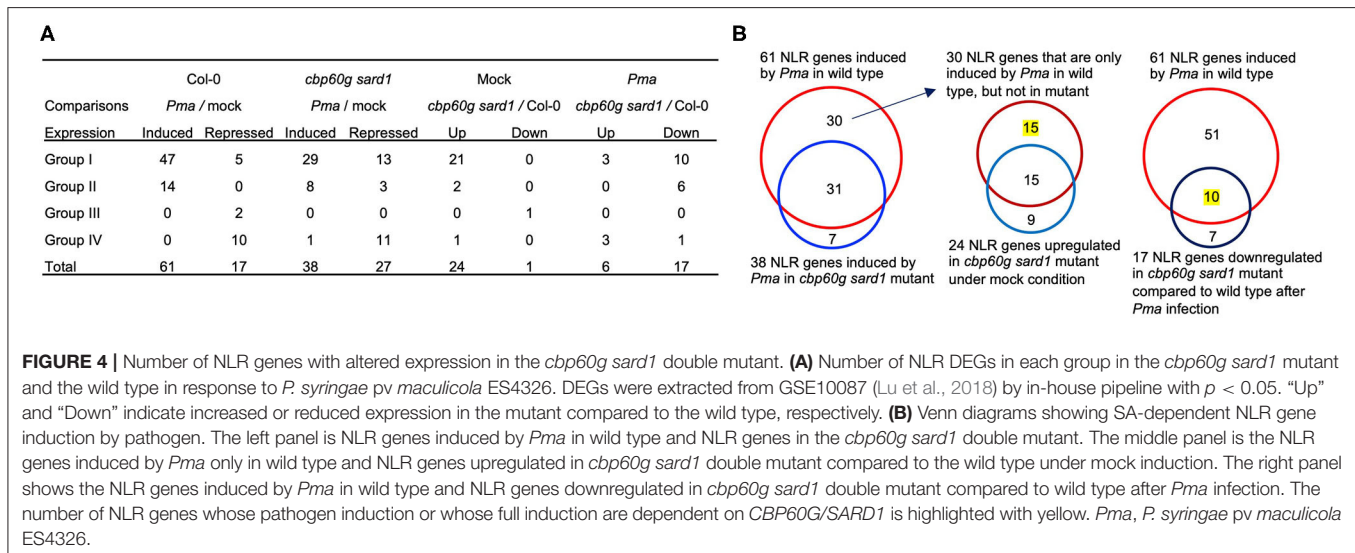 A
Col-0 cbp60g sard1 Mock Pma
Comparisons Pma / mock Pma / mock cbp60g sard1 / Col-0 cbp60g sard1 / Col-0
Expression Induced Repressed Induced Repressed Up Down Up Down
Group I 47 5 29 13 21 0 3 10
Group II 14 0 8 3 2 0 0 6
Group III 0 2 0 0 0 1 0 0
Group IV 0 10 1 11 1 0 3 1
Total 61 17 38 27 24 1 6 17
B
61 NLR genes induced
by Pma in wild type
30
31
7
38 NLR genes induced by
Pma in cbp60g sard1 mutant
30 NLR genes that are only
induced by Pma in wild
type, but not in mutant
15
15
9
24 NLR genes upregulated
in cbp60g sard1 mutant
under mock condition
61 NLR genes induced
by Pma in wild type
51
10
7
17 NLR genes downregulated
in cbp60g sard1 mutant
compared to wild type after
Pma infection
FIGURE 4 | Number of NLR genes with altered expression in the cbp60g sard1 double mutant. (A) Number of NLR DEGs in each group in the cbp60g sard1 mutant
and the wild type in response to P. syringae pv maculicola ES4326. DEGs were extracted from GSE10087 (Lu et al., 2018) by in-house pipeline with p < 0.05. “Up”
and “Down” indicate increased or reduced expression in the mutant compared to the wild type, respectively. (B) Venn diagrams showing SA-dependent NLR gene
induction by pathogen. The left panel is NLR genes induced by Pma in wild type and NLR genes in the cbp60g sard1 double mutant. The middle panel is the NLR
genes induced by Pma only in wild type and NLR genes upregulated in cbp60g sard1 double mutant compared to the wild type under mock induction. The right panel
shows the NLR genes induced by Pma in wild type and NLR genes downregulated in cbp60g sard1 double mutant compared to wild type after Pma infection. The
number of NLR genes whose pathogen induction or whose full induction are dependent on CBP60G/SARD1 is highlighted with yellow. Pma, P. syringae pv maculicola
ES4326.